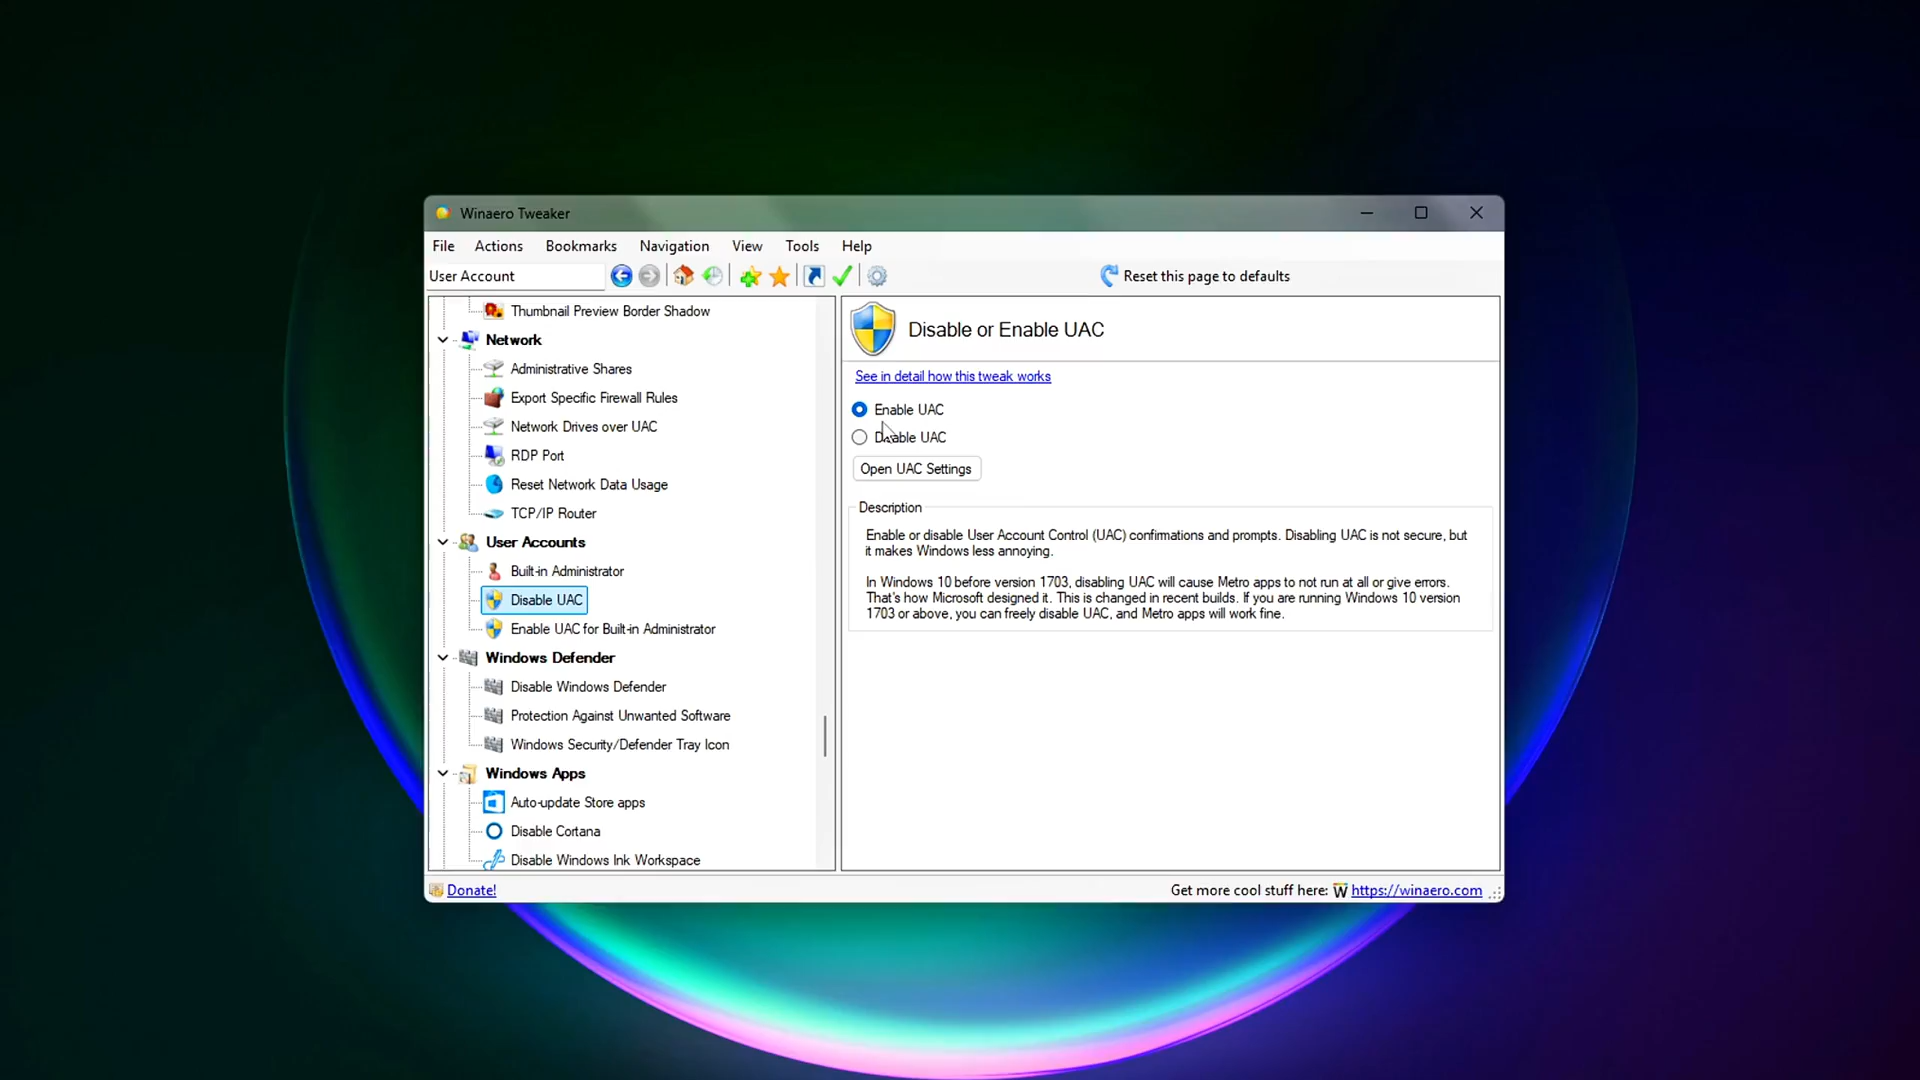 Winaero Tweaker
File Actions Bookmarks Navigation View Tools Help
User Account
Reset this page to defaults
Thumbnail Preview Border Shadow
Network
Administrative Shares
Export Specific Firewall Rules
Network Drives over UAC
RDP Port
Reset Network Data Usage
TCP/IP Router
User Accounts
Built-in Administrator
Disable UAC
Enable UAC for Built-in Administrator
Windows Defender
Disable Windows Defender
Protection Against Unwanted Software
Windows Security/Defender Tray Icon
Windows Apps
Auto-update Store apps
Disable Cortana
Disable Windows Ink Workspace
Disable or Enable UAC
See in detail how this tweak works
Enable UAC
Disable UAC
Open UAC Settings
Description
Enable or disable User Account Control (UAC) confirmations and prompts. Disabling UAC is not secure, but
it makes Windows less annoying.
In Windows 10 before version 1703, disabling UAC will cause Metro apps to not run at all or give errors.
That's how Microsoft designed it. This is changed in recent builds. If you are running Windows 10 version
1703 or above, you can freely disable UAC, and Metro apps will work fine.
Donate!
Get more cool stuff here: W https://winaero.com